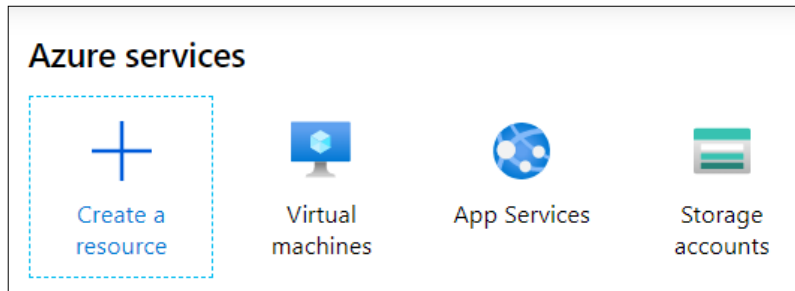 Azure services
Create a
resource
Virtual
machines
App Services
Storage
accounts